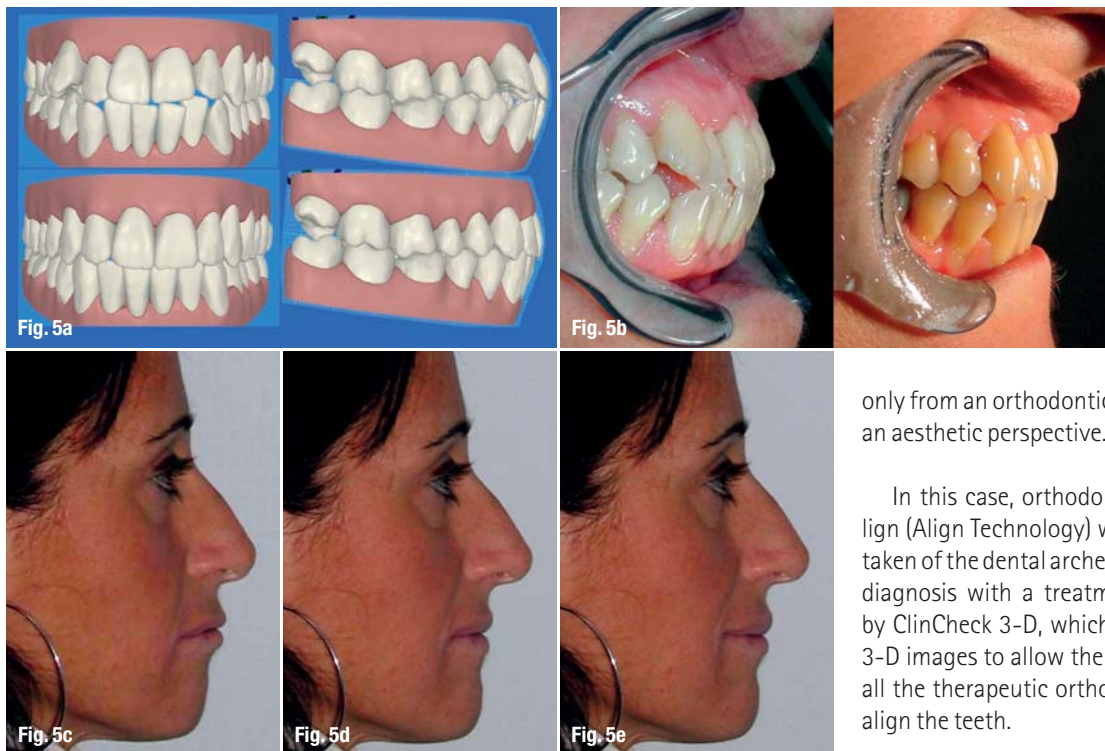 Fig. 5a
Fig. 5b
Fig. 5c
Fig. 5d
Fig. 5e
only from an orthodontic
an aesthetic perspective.
In this case, orthodo
lign (Align Technology) w
taken of the dental arche
diagnosis with a treatm
by ClinCheck 3-D, which
3-D images to allow the
all the therapeutic ortho
align the teeth.